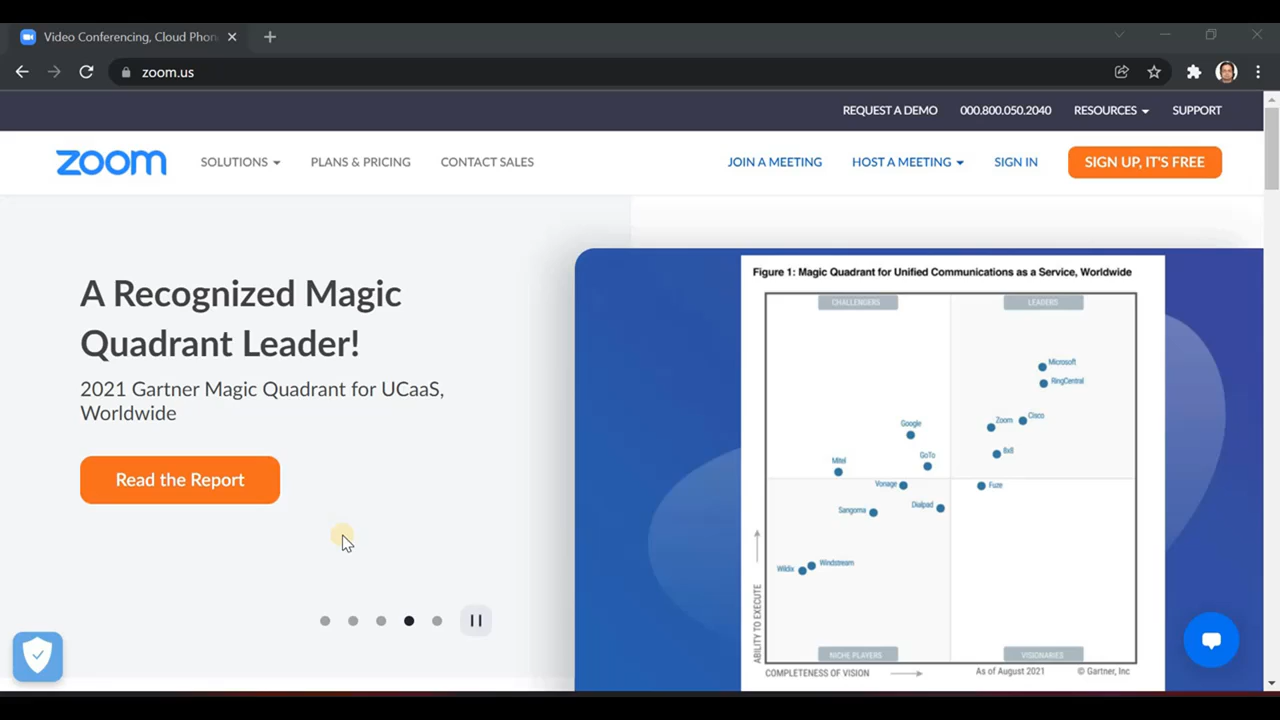 Video Conferencing, Cloud Phon
zoom.us
REQUEST A DEMO 000.800.050.2040 RESOURCES SUPPORT
zoom SOLUTIONS PLANS & PRICING CONTACT SALES JOIN A MEETING HOST A MEETING SIGN IN SIGN UP, IT'S FREE
A Recognized Magic
Quadrant Leader!
2021 Gartner Magic Quadrant for UCaaS,
Worldwide
Read the Report
Figure 1: Magic Quadrant for Unified Communications as a Service, Worldwide
CHALLENGERS LEADERS
Microsoft
RingCentral
Cisco
Zoom
Google
8x8
GoTo
Mitel
Vonage
Fuze
Dialpad
Sangoma
Windstream
Wildix
ABILITY TO EXECUTE
NICHE-PLAYERS VISIONARIES
COMPLETENESS OF VISION As of August 2021 © Gartner, Inc